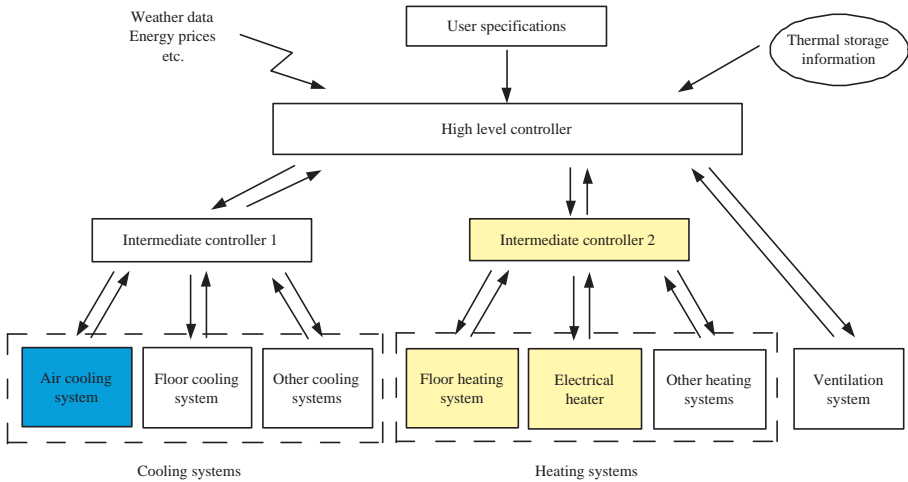 Weather data
Energy prices
etc.
User specifications
Thermal storage
information
High level controller
Intermediate controller 1
Intermediate controller 2
Air cooling
system
Floor cooling
system
Other cooling
systems
Floor heating
system
Electrical
heater
Other heating
systems
Ventilation
system
Cooling systems
Heating systems